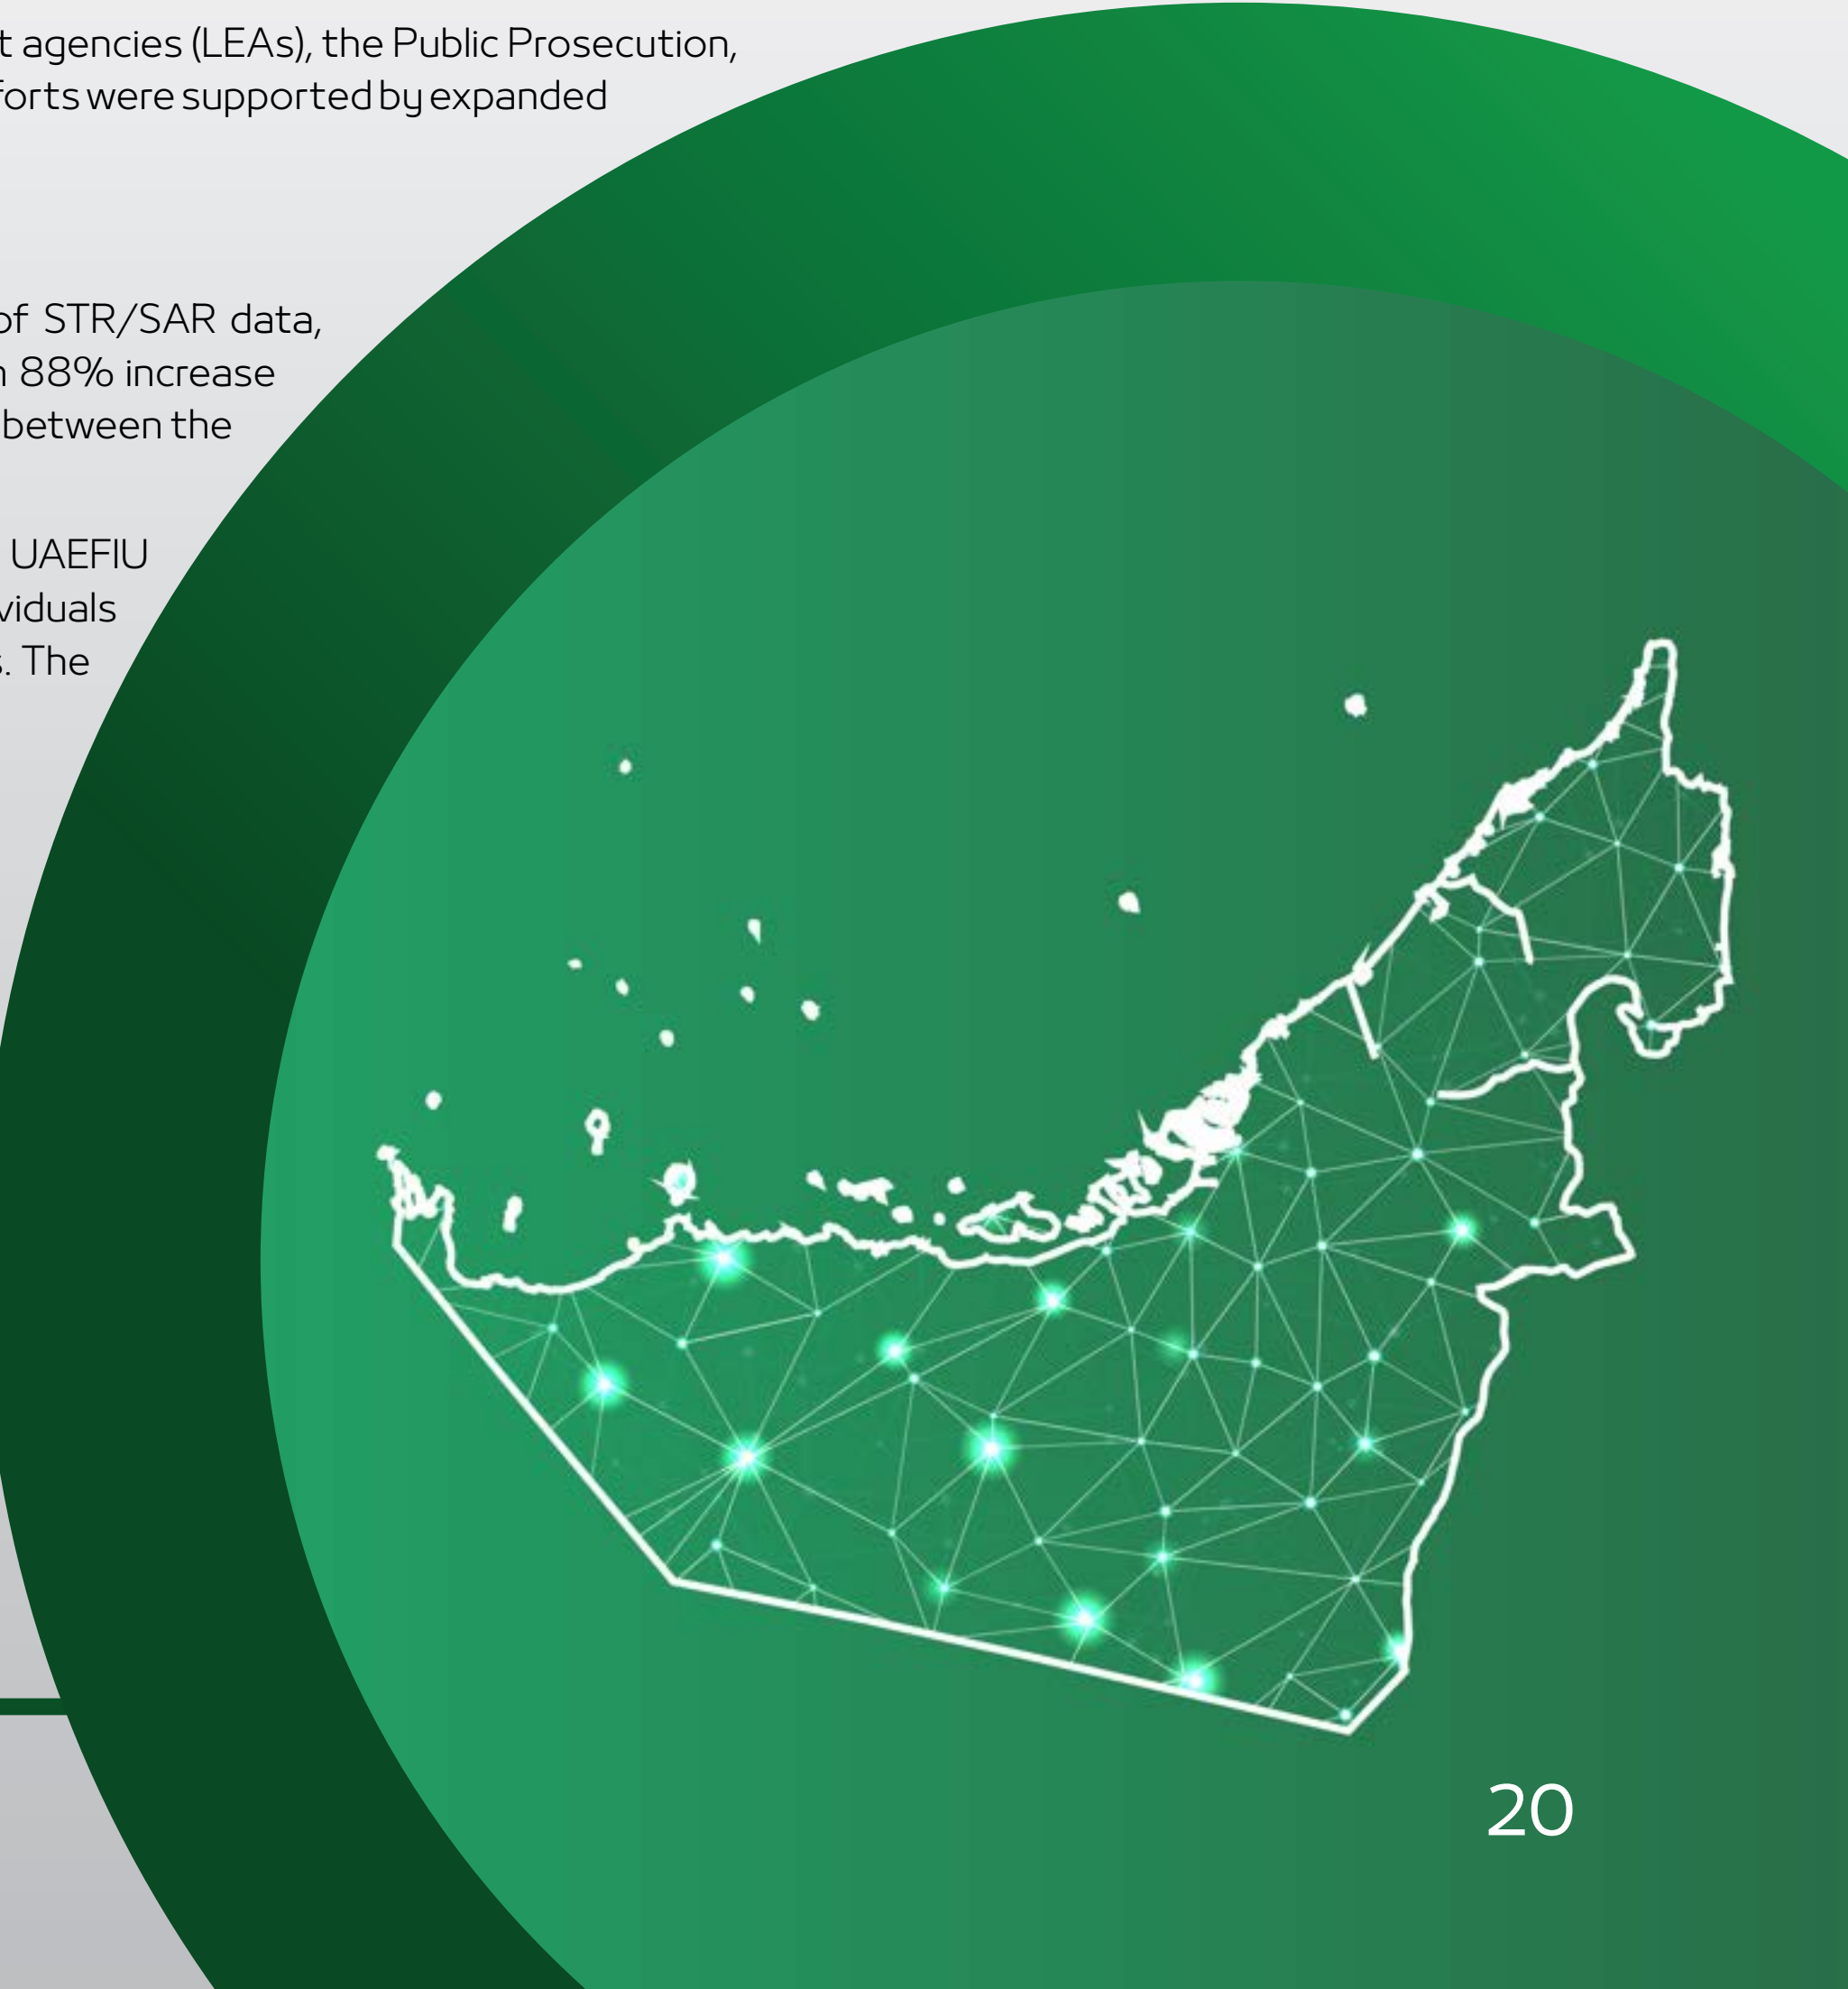 t agencies (LEAs), the Public Prosecution,
forts were supported by expanded
of STR/SAR data,
88% increase
between the
UAEFIU
viduals
s. The
20